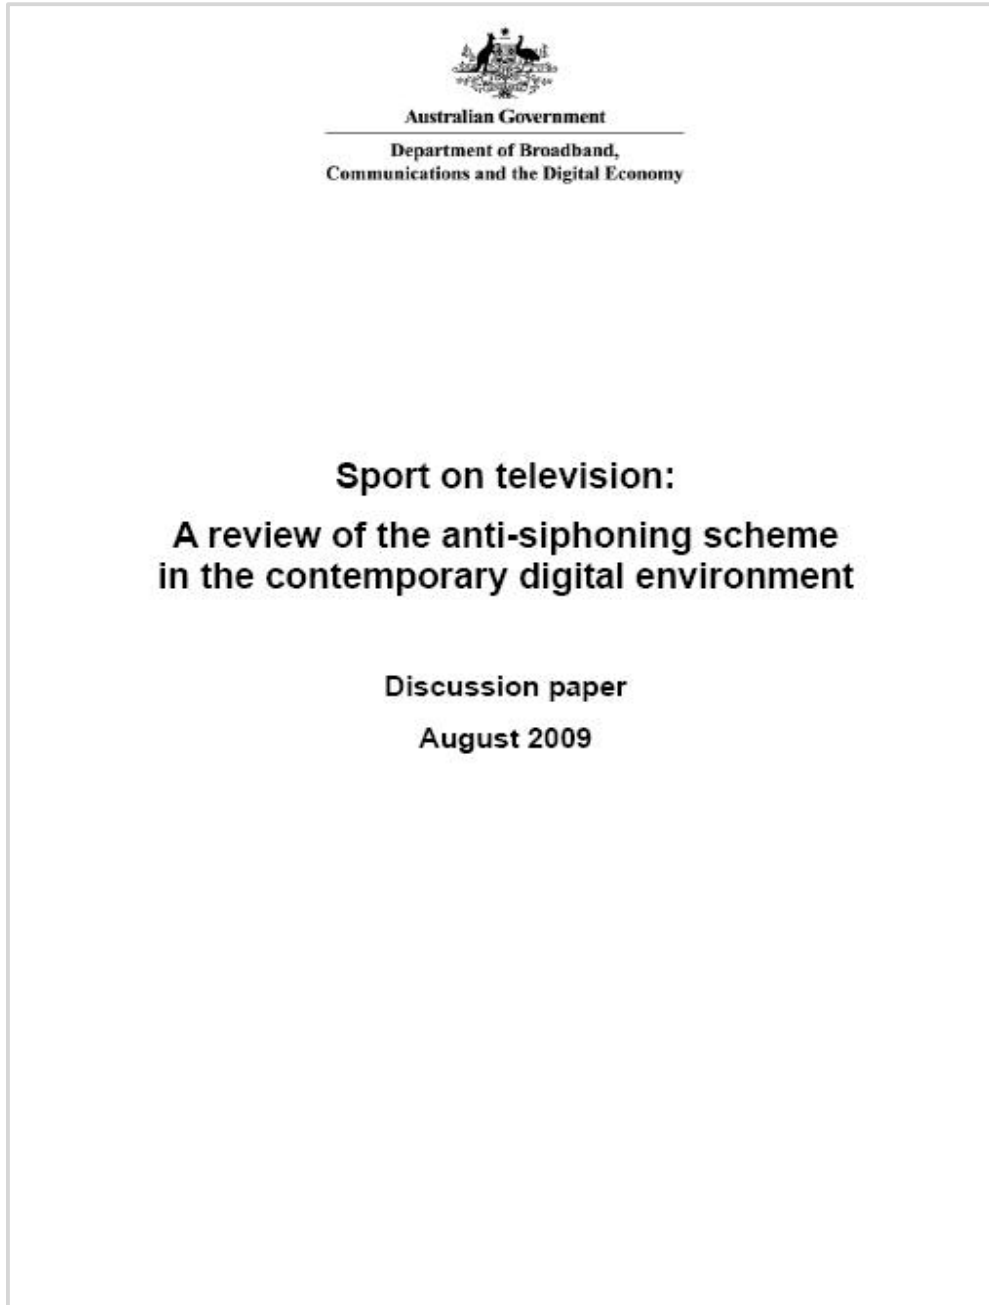 Australian Government
Department of Broadband,
Communications and the Digital Economy
Sport on television:
A review of the anti-siphoning scheme
in the contemporary digital environment
Discussion paper
August 2009